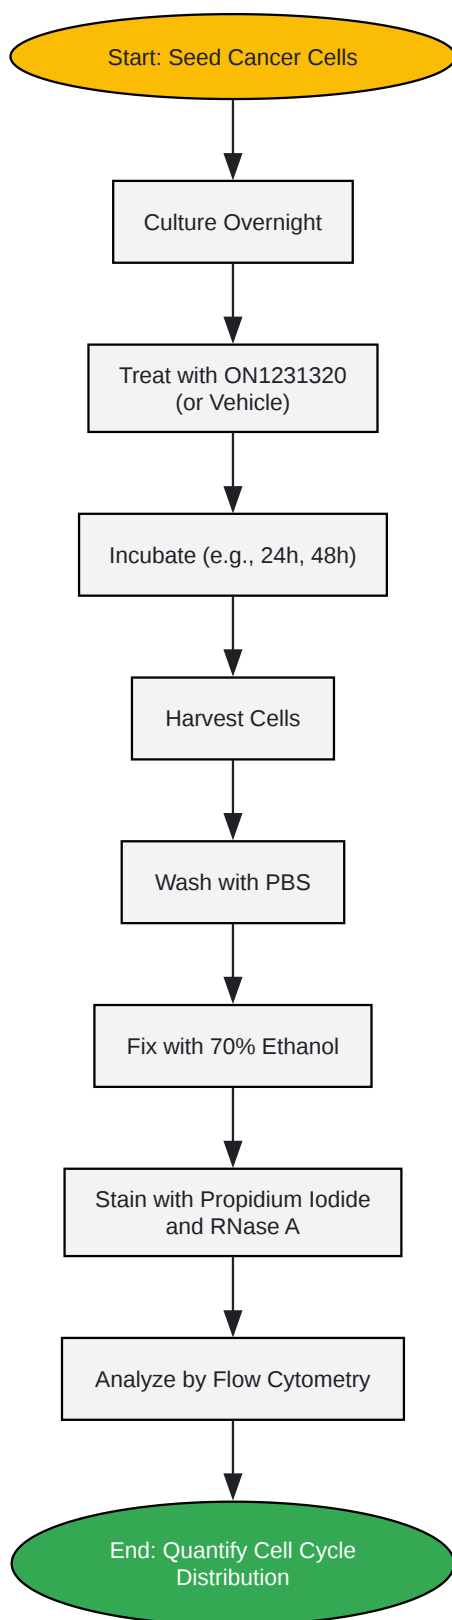 Start: Seed Cancer Cells
Culture Overnight
Treat with ON1231320
(or Vehicle)
Incubate (e.g., 24h, 48h)
Harvest Cells
Wash with PBS
Fix with 70% Ethanol
Stain with Propidium Iodide
and RNase A
Analyze by Flow Cytometry
End: Quantify Cell Cycle
Distribution